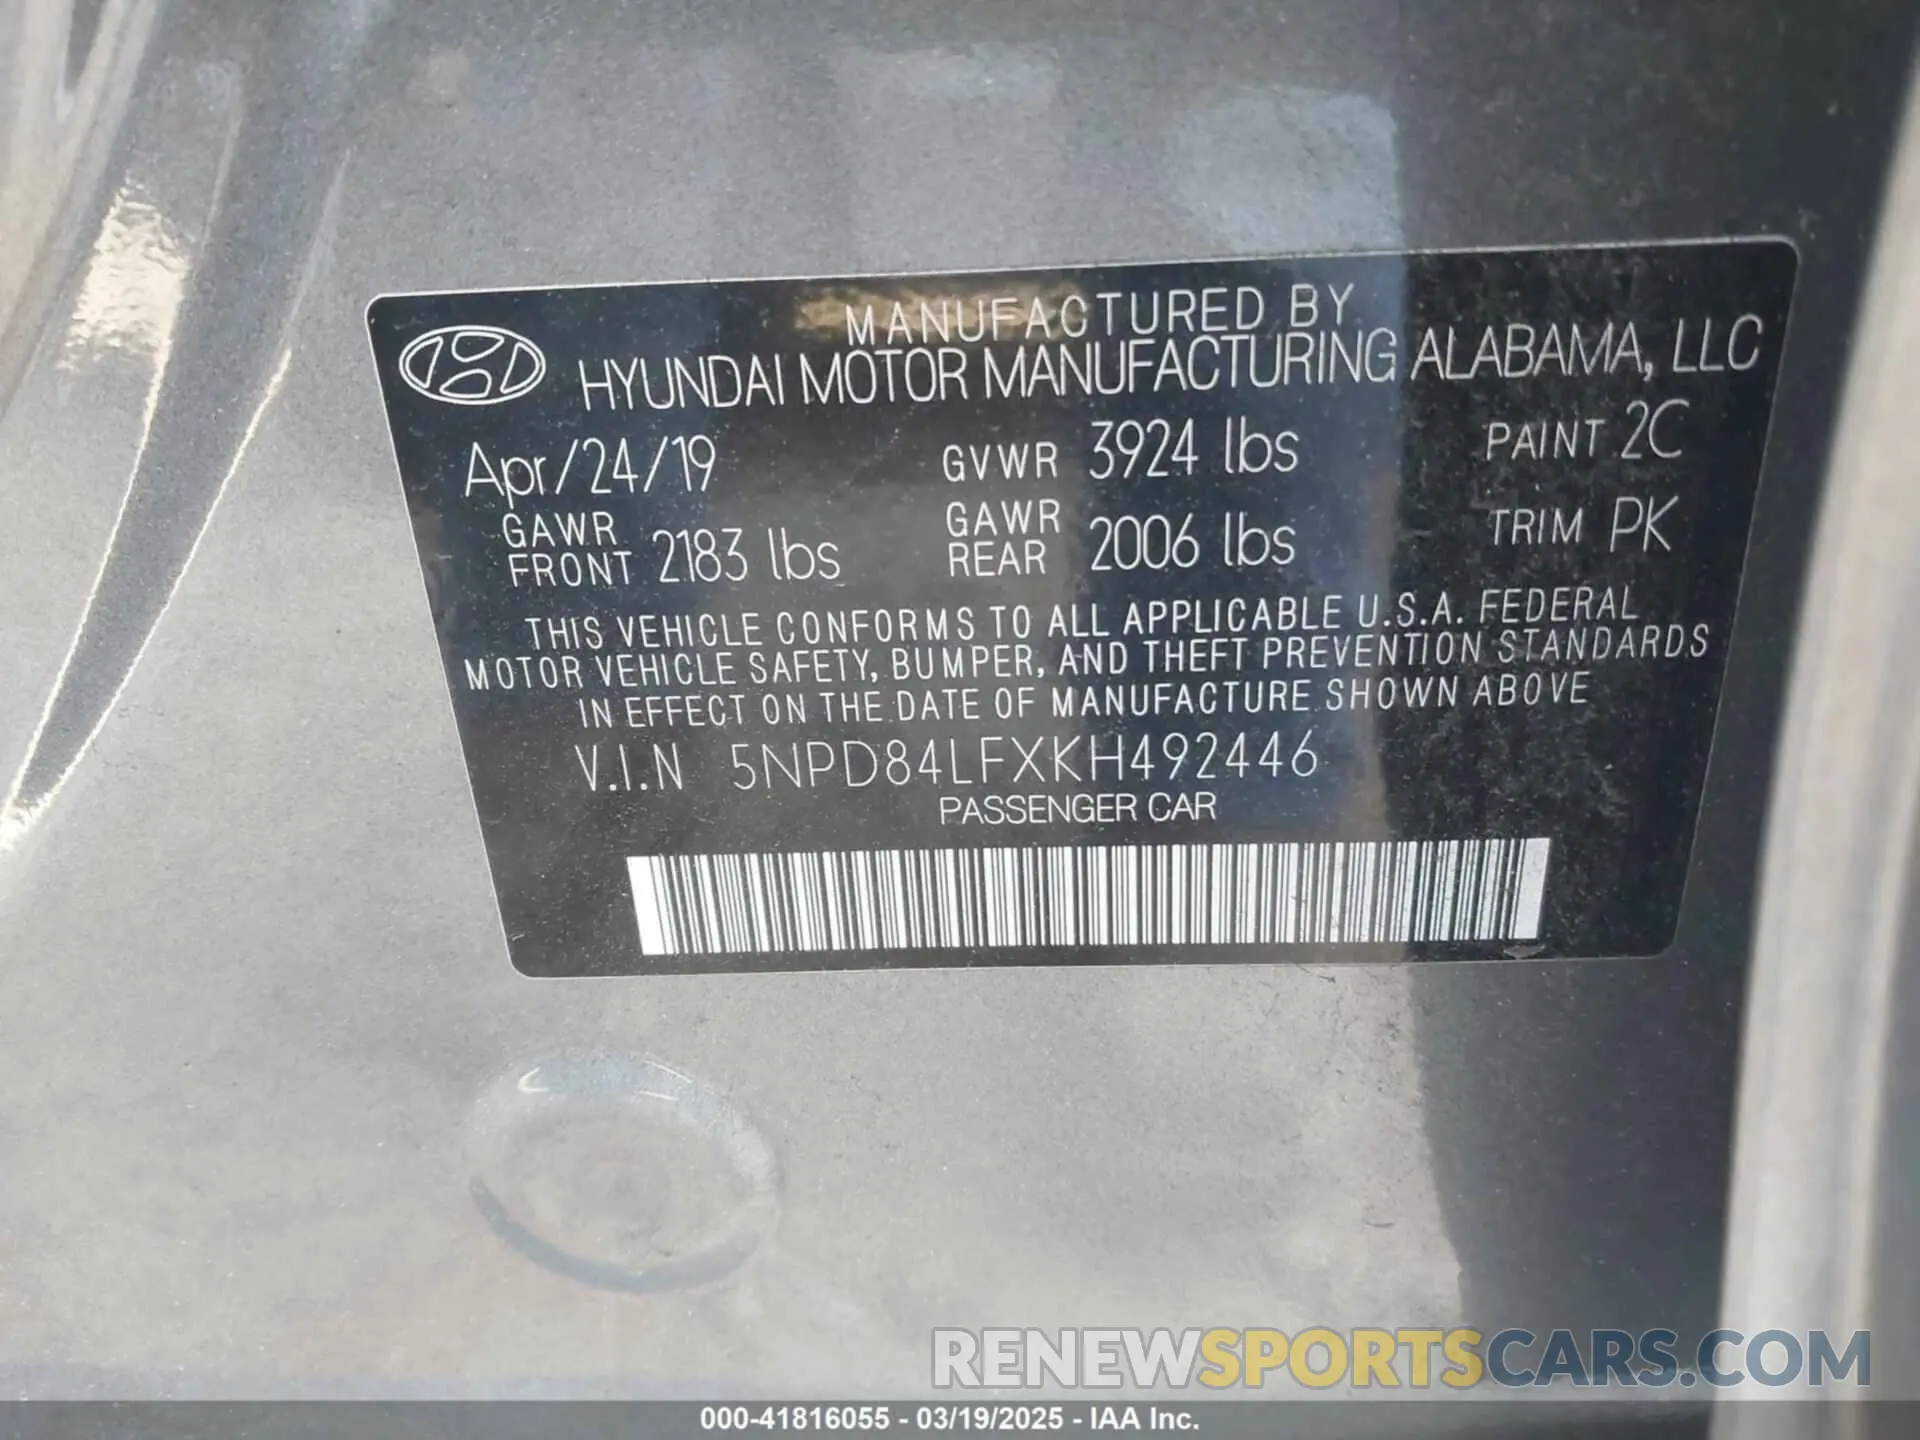 MANUFACTURED BY
HYUNDAI MOTOR MANUFACTURING ALABAMA, LLC
Apr/24/19 GVWR 3924 lbs PAINT 2C
GAWR FRONT 2183 lbs GAWR REAR 2006 lbs TRIM PK
THIS VEHICLE CONFORMS TO ALL APPLICABLE U.S.A. FEDERAL
MOTOR VEHICLE SAFETY, BUMPER, AND THEFT PREVENTION STANDARDS
IN EFFECT ON THE DATE OF MANUFACTURE SHOWN ABOVE
V.I.N 5NPD84LFXKH492446
PASSENGER CAR
RENEWSPORTSCARS.COM
000-41816055 - 03/19/2025 - IAA Inc.